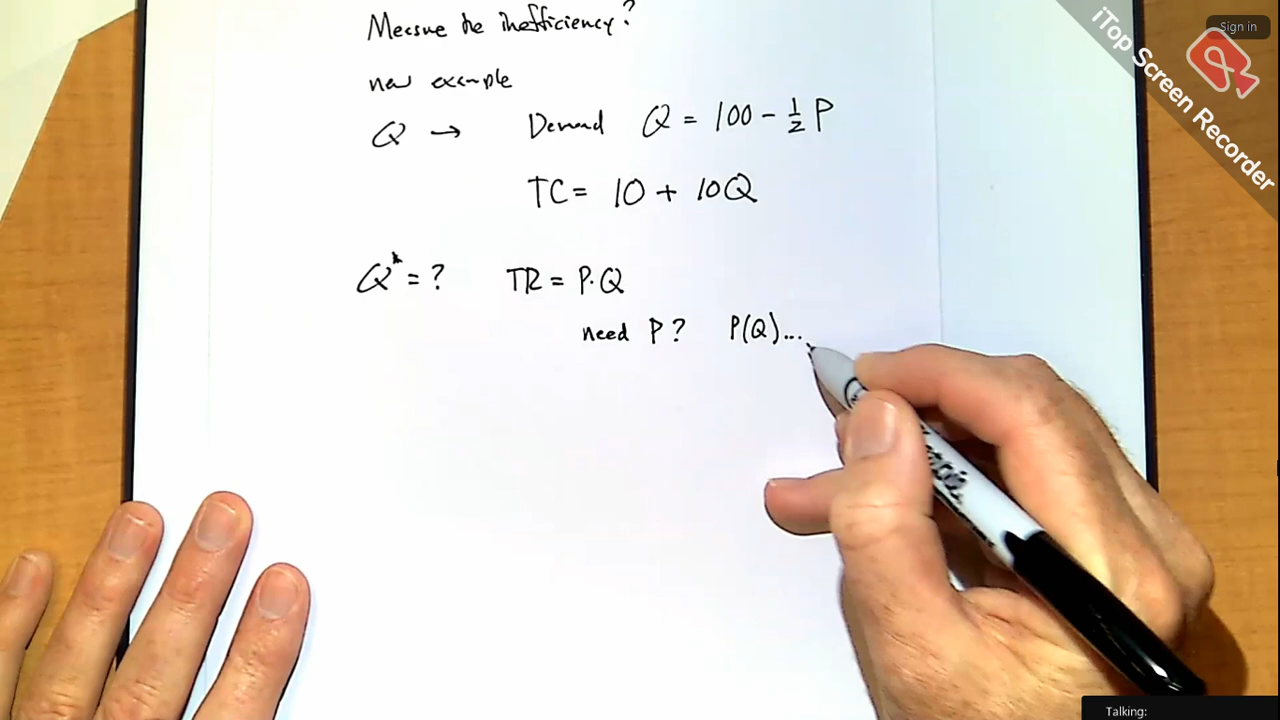 Measure the inefficiency?
new example
Q → Demand Q = 100 - 1/2 P
TC = 10 + 10Q
Q* = ? TR = P·Q
need P? P(Q)...
Sign in
iTop Screen Recorder
Talking: